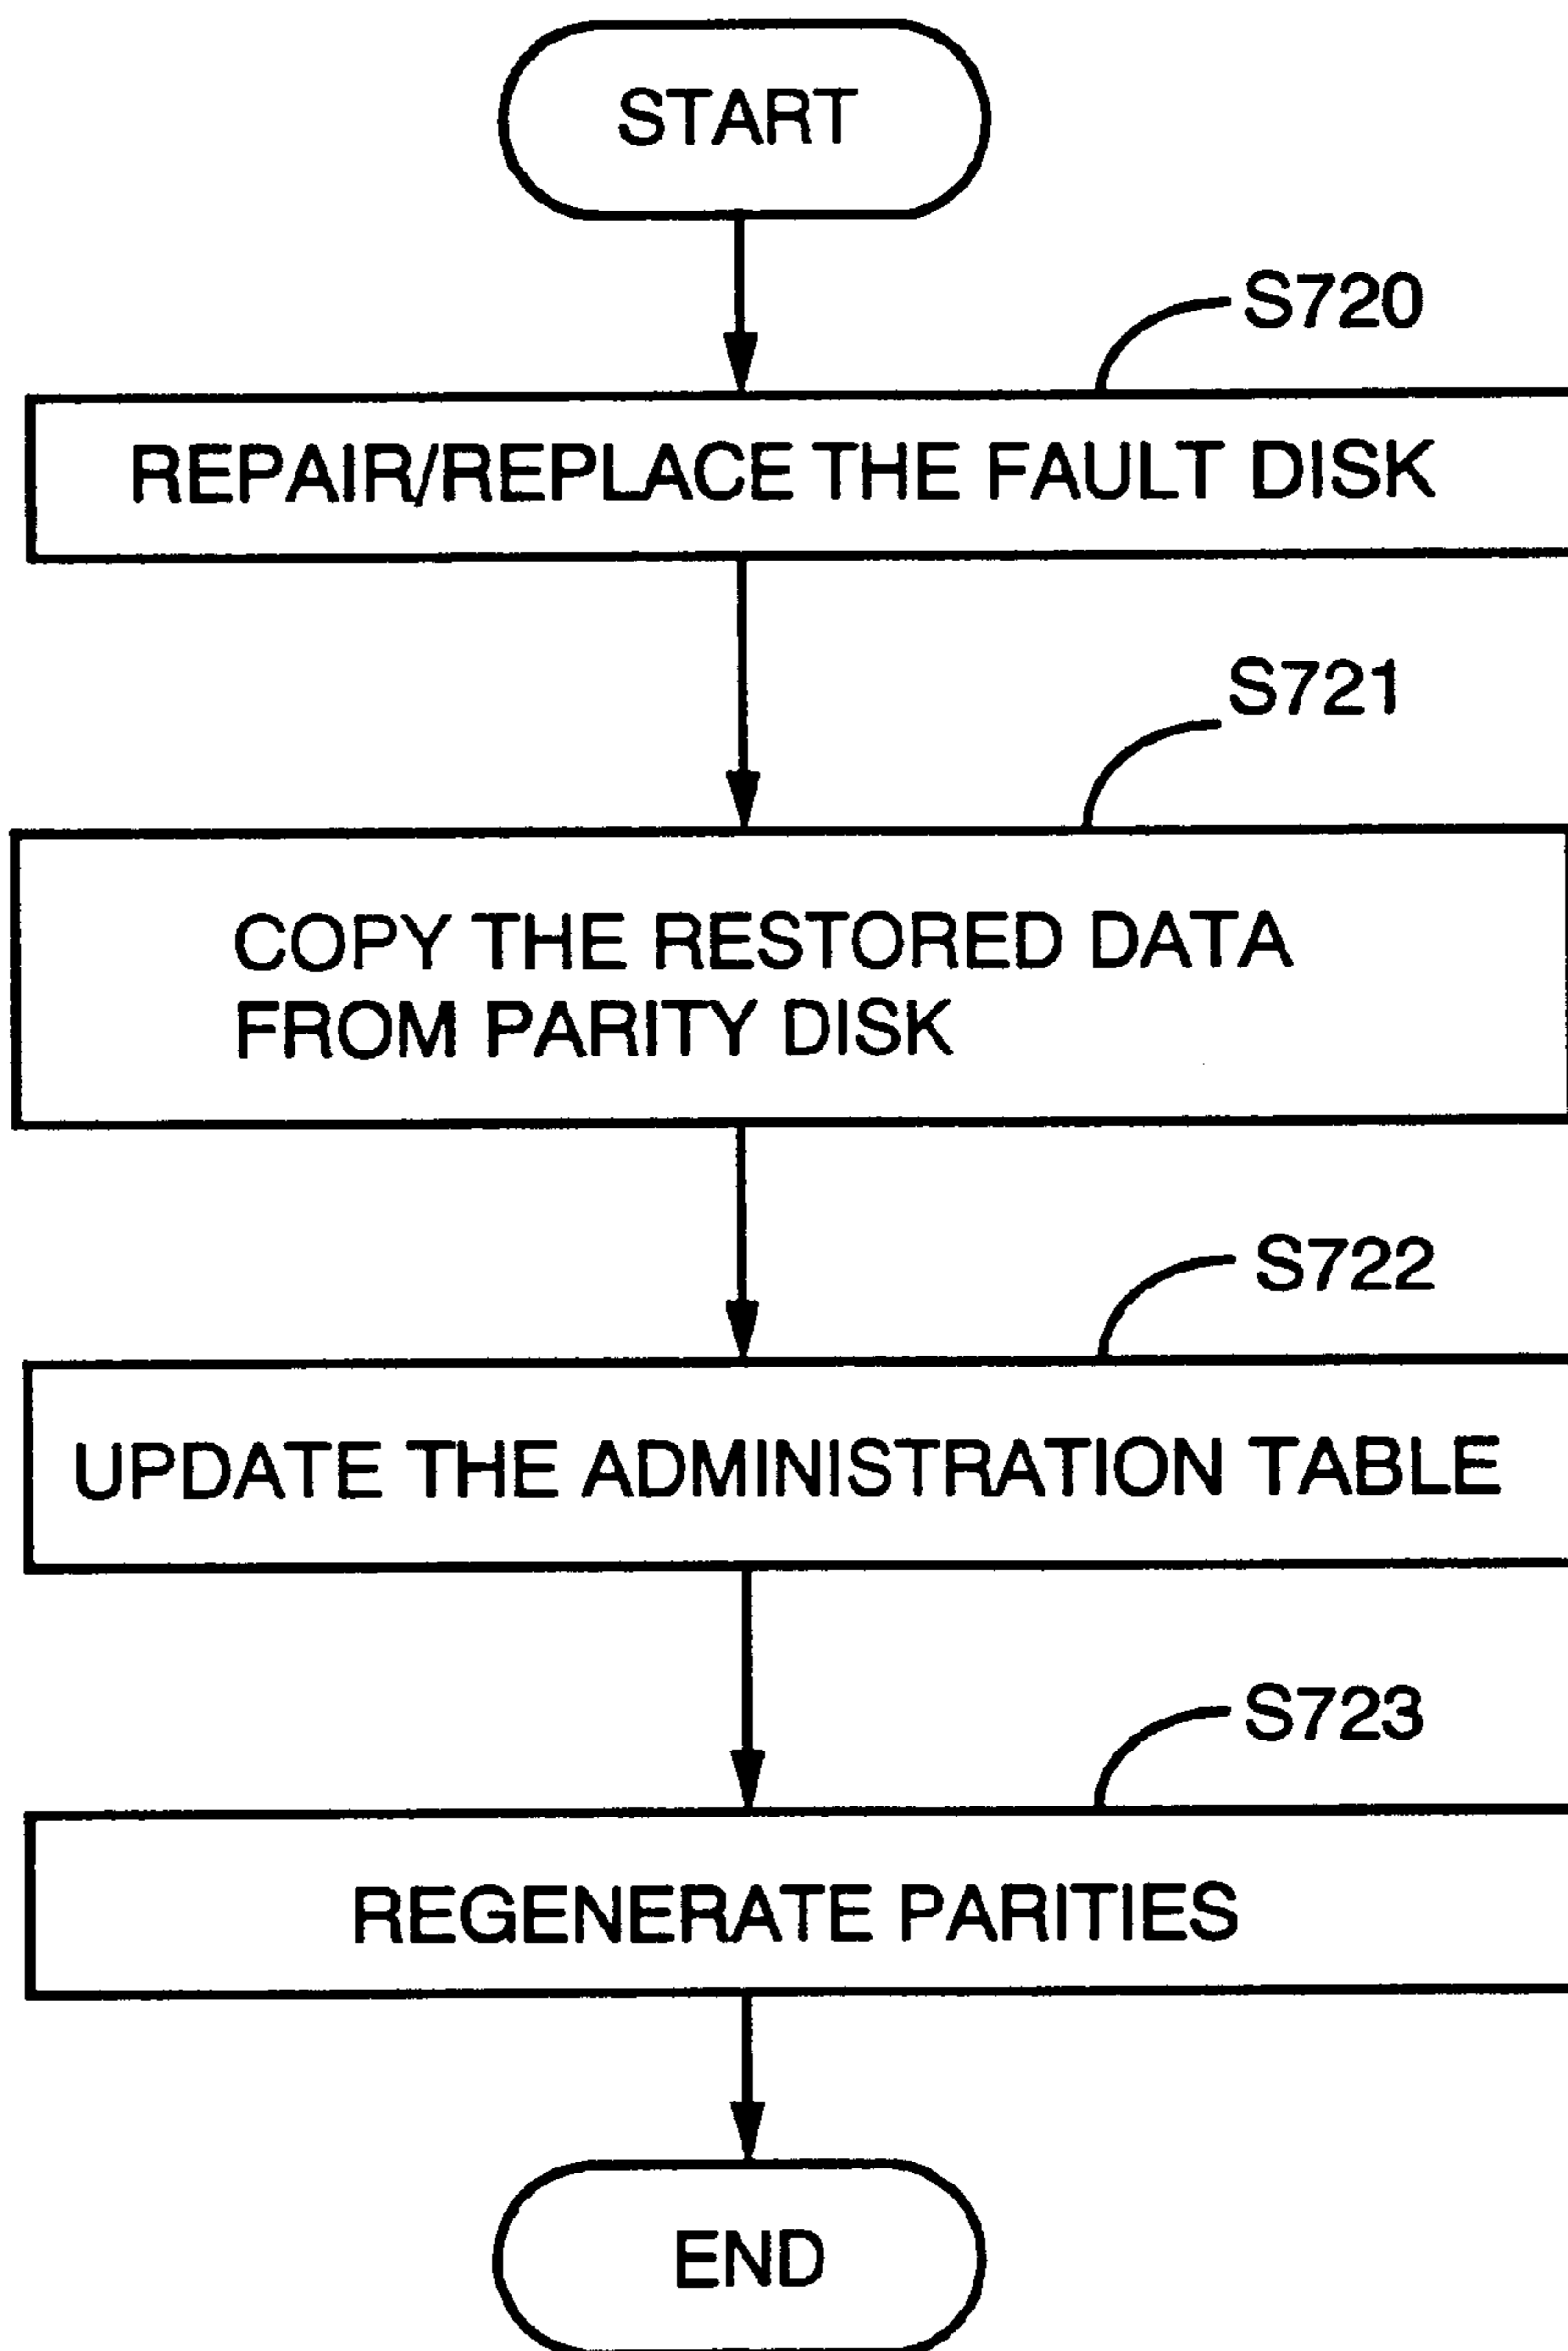 START
S720
REPAIR/REPLACE THE FAULT DISK
S721
COPY THE RESTORED DATA
FROM PARITY DISK
S722
UPDATE THE ADMINISTRATION TABLE
S723
REGENERATE PARITIES
END